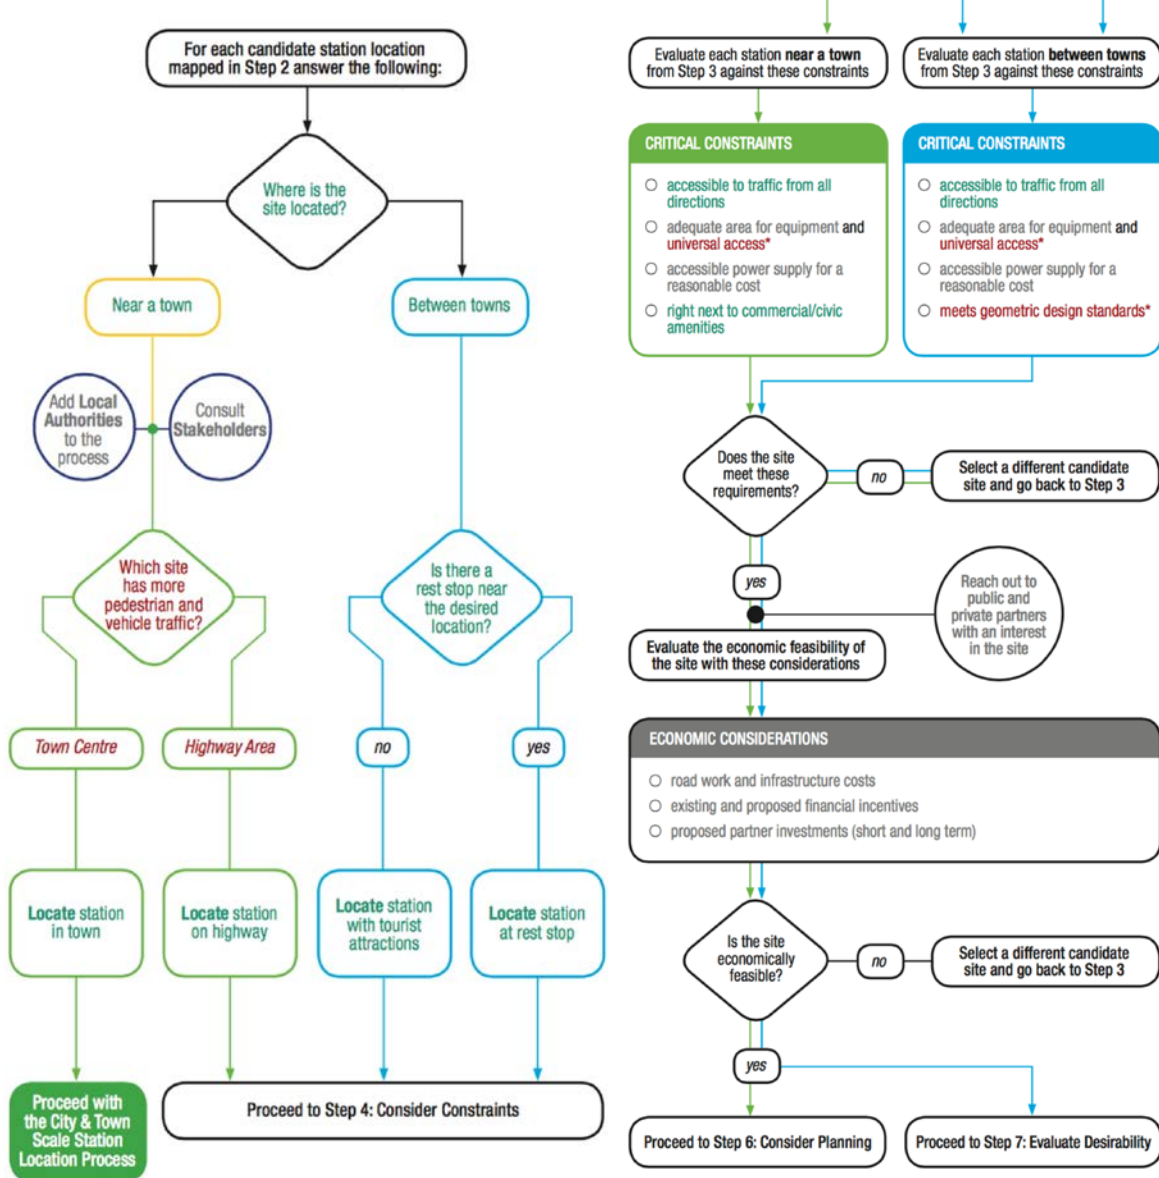 For each candidate station location
mapped in Step 2 answer the following:
Where is the
site located?
Near a town
Between towns
Add Local
Authorities
to the
process
Consult
Stakeholders
Which site
has more
pedestrian and
vehicle traffic?
Is there a
rest stop near
the desired
location?
Town Centre
Highway Area
no
yes
Locate station
in town
Locate station
on highway
Locate station
with tourist
attractions
Locate station
at rest stop
Proceed with
the City & Town
Scale Station
Location Process
Proceed to Step 4: Consider Constraints
Evaluate each station near a town
from Step 3 against these constraints
Evaluate each station between towns
from Step 3 against these constraints
CRITICAL CONSTRAINTS
accessible to traffic from all
directions
adequate area for equipment and
universal access*
accessible power supply for a
reasonable cost
right next to commercial/civic
amenities
CRITICAL CONSTRAINTS
accessible to traffic from all
directions
adequate area for equipment and
universal access*
accessible power supply for a
reasonable cost
meets geometric design standards*
Does the site
meet these
requirements?
no
Select a different candidate
site and go back to Step 3
yes
Reach out to
public and
private partners
with an interest
in the site
Evaluate the economic feasibility of
the site with these considerations
ECONOMIC CONSIDERATIONS
road work and infrastructure costs
existing and proposed financial incentives
proposed partner investments (short and long term)
Is the site
economically
feasible?
no
Select a different candidate
site and go back to Step 3
yes
Proceed to Step 6: Consider Planning
Proceed to Step 7: Evaluate Desirability